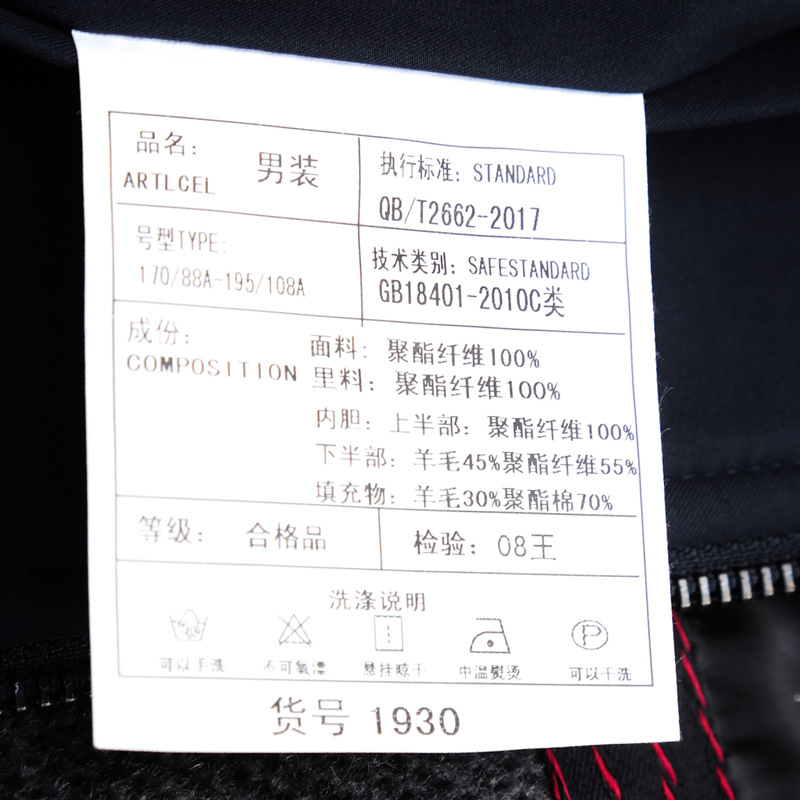 品名: 男装
ARTLCEL
执行标准: STANDARD
QB/T2662-2017
号型TYPE:
170/88A-195/108A
技术类别: SAFESTANDARD
GB18401-2010C类
成份:
COMPOSITION
面料: 聚酯纤维100%
里料: 聚酯纤维100%
内胆: 上半部: 聚酯纤维100%
下半部: 羊毛45%聚酯纤维55%
填充物: 羊毛30%聚酯棉70%
等级: 合格品
检验: 08王
洗涤说明
P
可以手洗 不可氧漂 悬挂晾干 中温熨烫 可以干洗
货号 1930